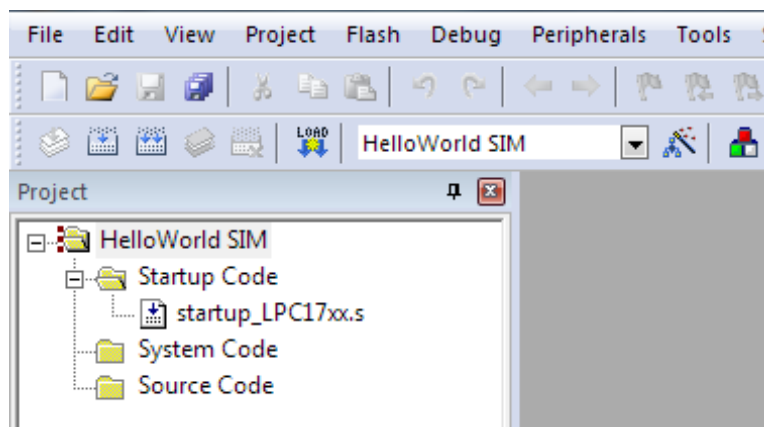 File Edit View Project Flash Debug Peripherals Tools
LOAD HelloWorld SIM
Project
HelloWorld SIM
Startup Code
startup_LPC17xx.s
System Code
Source Code